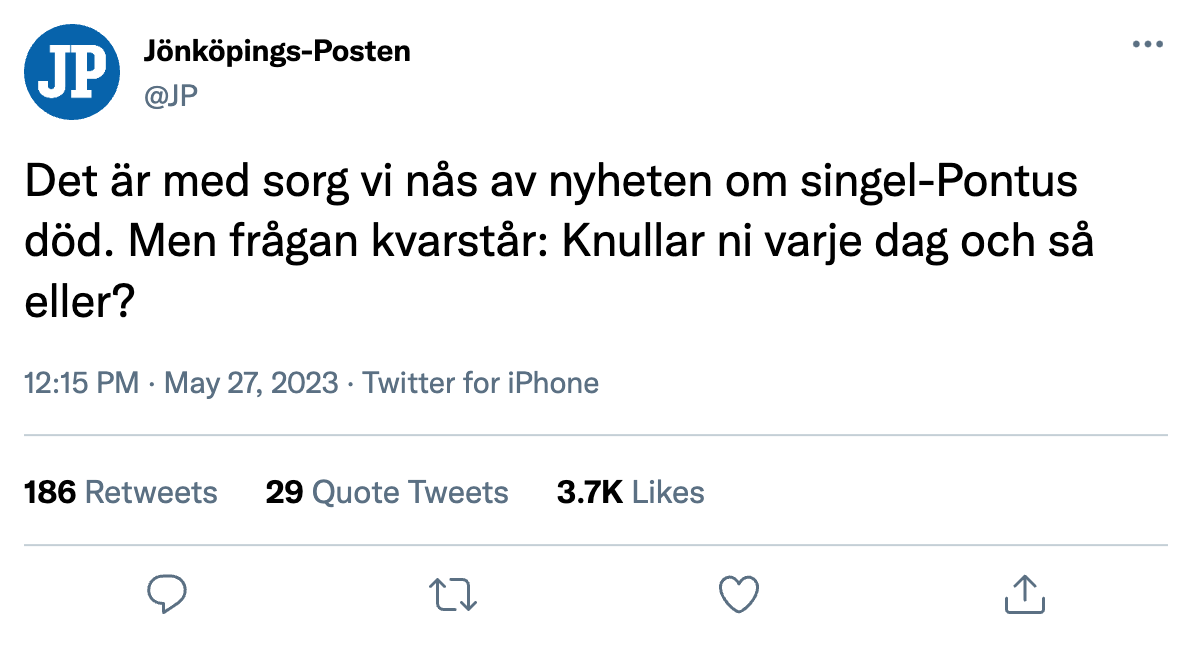 JP
Jönköpings-Posten
@JP
Det är med sorg vi nås av nyheten om singel-Pontus
död. Men frågan kvarstår: Knullar ni varje dag och så
eller?
12:15 PM · May 27, 2023 · Twitter for iPhone
186 Retweets 29 Quote Tweets 3.7K Likes